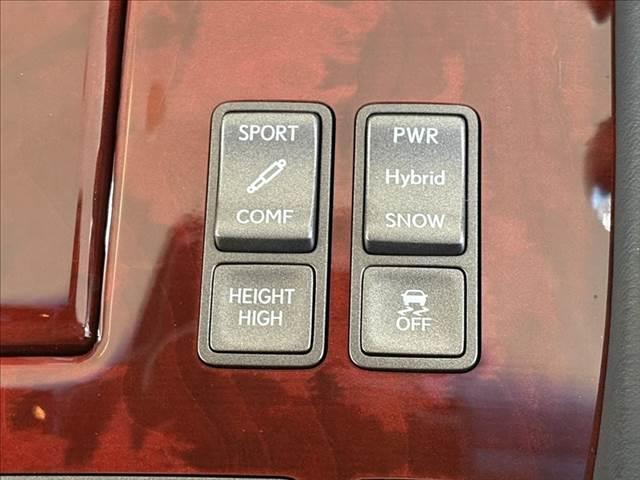 SPORT
COMF
HEIGHT
HIGH
PWR
Hybrid
SNOW
OFF